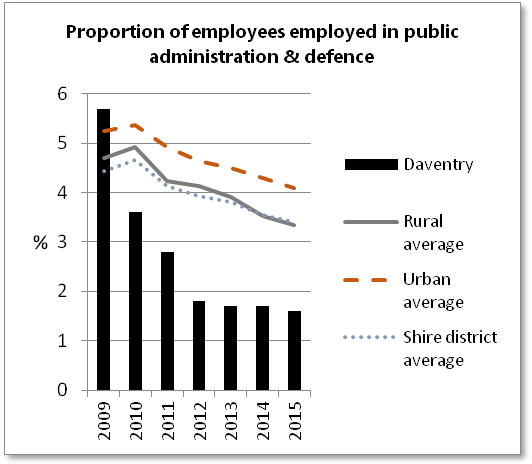 Proportion of employees employed in public
administration & defence
6
5
4
3
2
1
0
%
2009
2010
2011
2012
2013
2014
2015
Daventry
Rural
average
Urban
average
Shire district
average